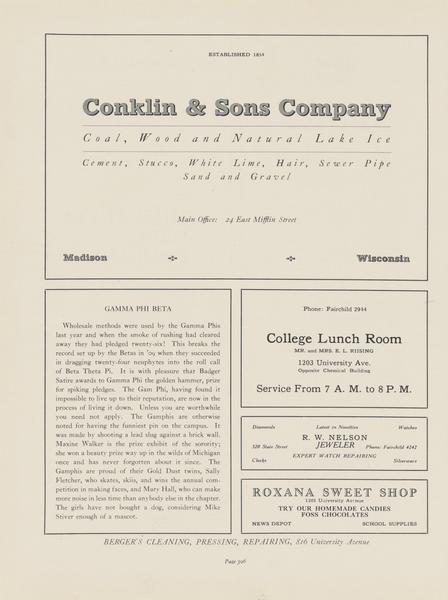 ESTABLISHED 1854
Conklin & Sons Company
Coal, Wood and Natural Lake Ice
Cement, Stucco, White Lime, Hair, Sewer Pipe
Sand and Gravel
Main Office: 24 East Mifflin Street
Madison Wisconsin
GAMMA PHI BETA
Wholesale methods were used by the Gamma Phis
last year and when the smoke of rushing had cleared
away they had pledged twenty-six! This breaks the
record set up by the Betas in '09 when they succeeded
in dragging twenty-four neophytes into the roll call
of Beta Theta Pi. It is with pleasure that Badger
Satire awards to Gamma Phi the golden hammer, prize
for spiking pledges. The Gam Phi, having found it
impossible to live up to their reputation, are now in the
process of living it down. Unless you are worthwhile
you need not apply. The Gamphis are otherwise
noted for having the funniest pin on the campus. It
was made by shooting a lead slug against a brick wall.
Maxine Walker is the prize exhibit of the sorority;
she won a beauty prize way up in the wilds of Michigan
once and has never forgotten about it since. The
Gamphis are proud of their Gold Dust twins, Sally
Fletcher, who skates, skiis, and wins the annual com-
petition in making faces, and Mary Hall, who can make
more noise in less time than anybody else in the chapter.
The girls have not bought a dog, considering Mike
Stiver enough of a mascot.
Phone: Fairchild 2944
College Lunch Room
MR. and MRS. E. L. RUSING
1203 University Ave.
Opposite Chemical Building
Service From 7 A. M. to 8 P. M.
Diamonds Latest in Novelties Watches
R. W. NELSON
328 State Street JEWELER Phone: Fairchild 4242
EXPERT WATCH REPAIRING
Clocks Silverware
ROXANA SWEET SHOP
1205 University Avenue
TRY OUR HOMEMADE CANDIES
FOSS CHOCOLATES
NEWS DEPOT SCHOOL SUPPLIES
BERGER'S CLEANING, PRESSING, REPAIRING, 816 University Avenue
Page 596